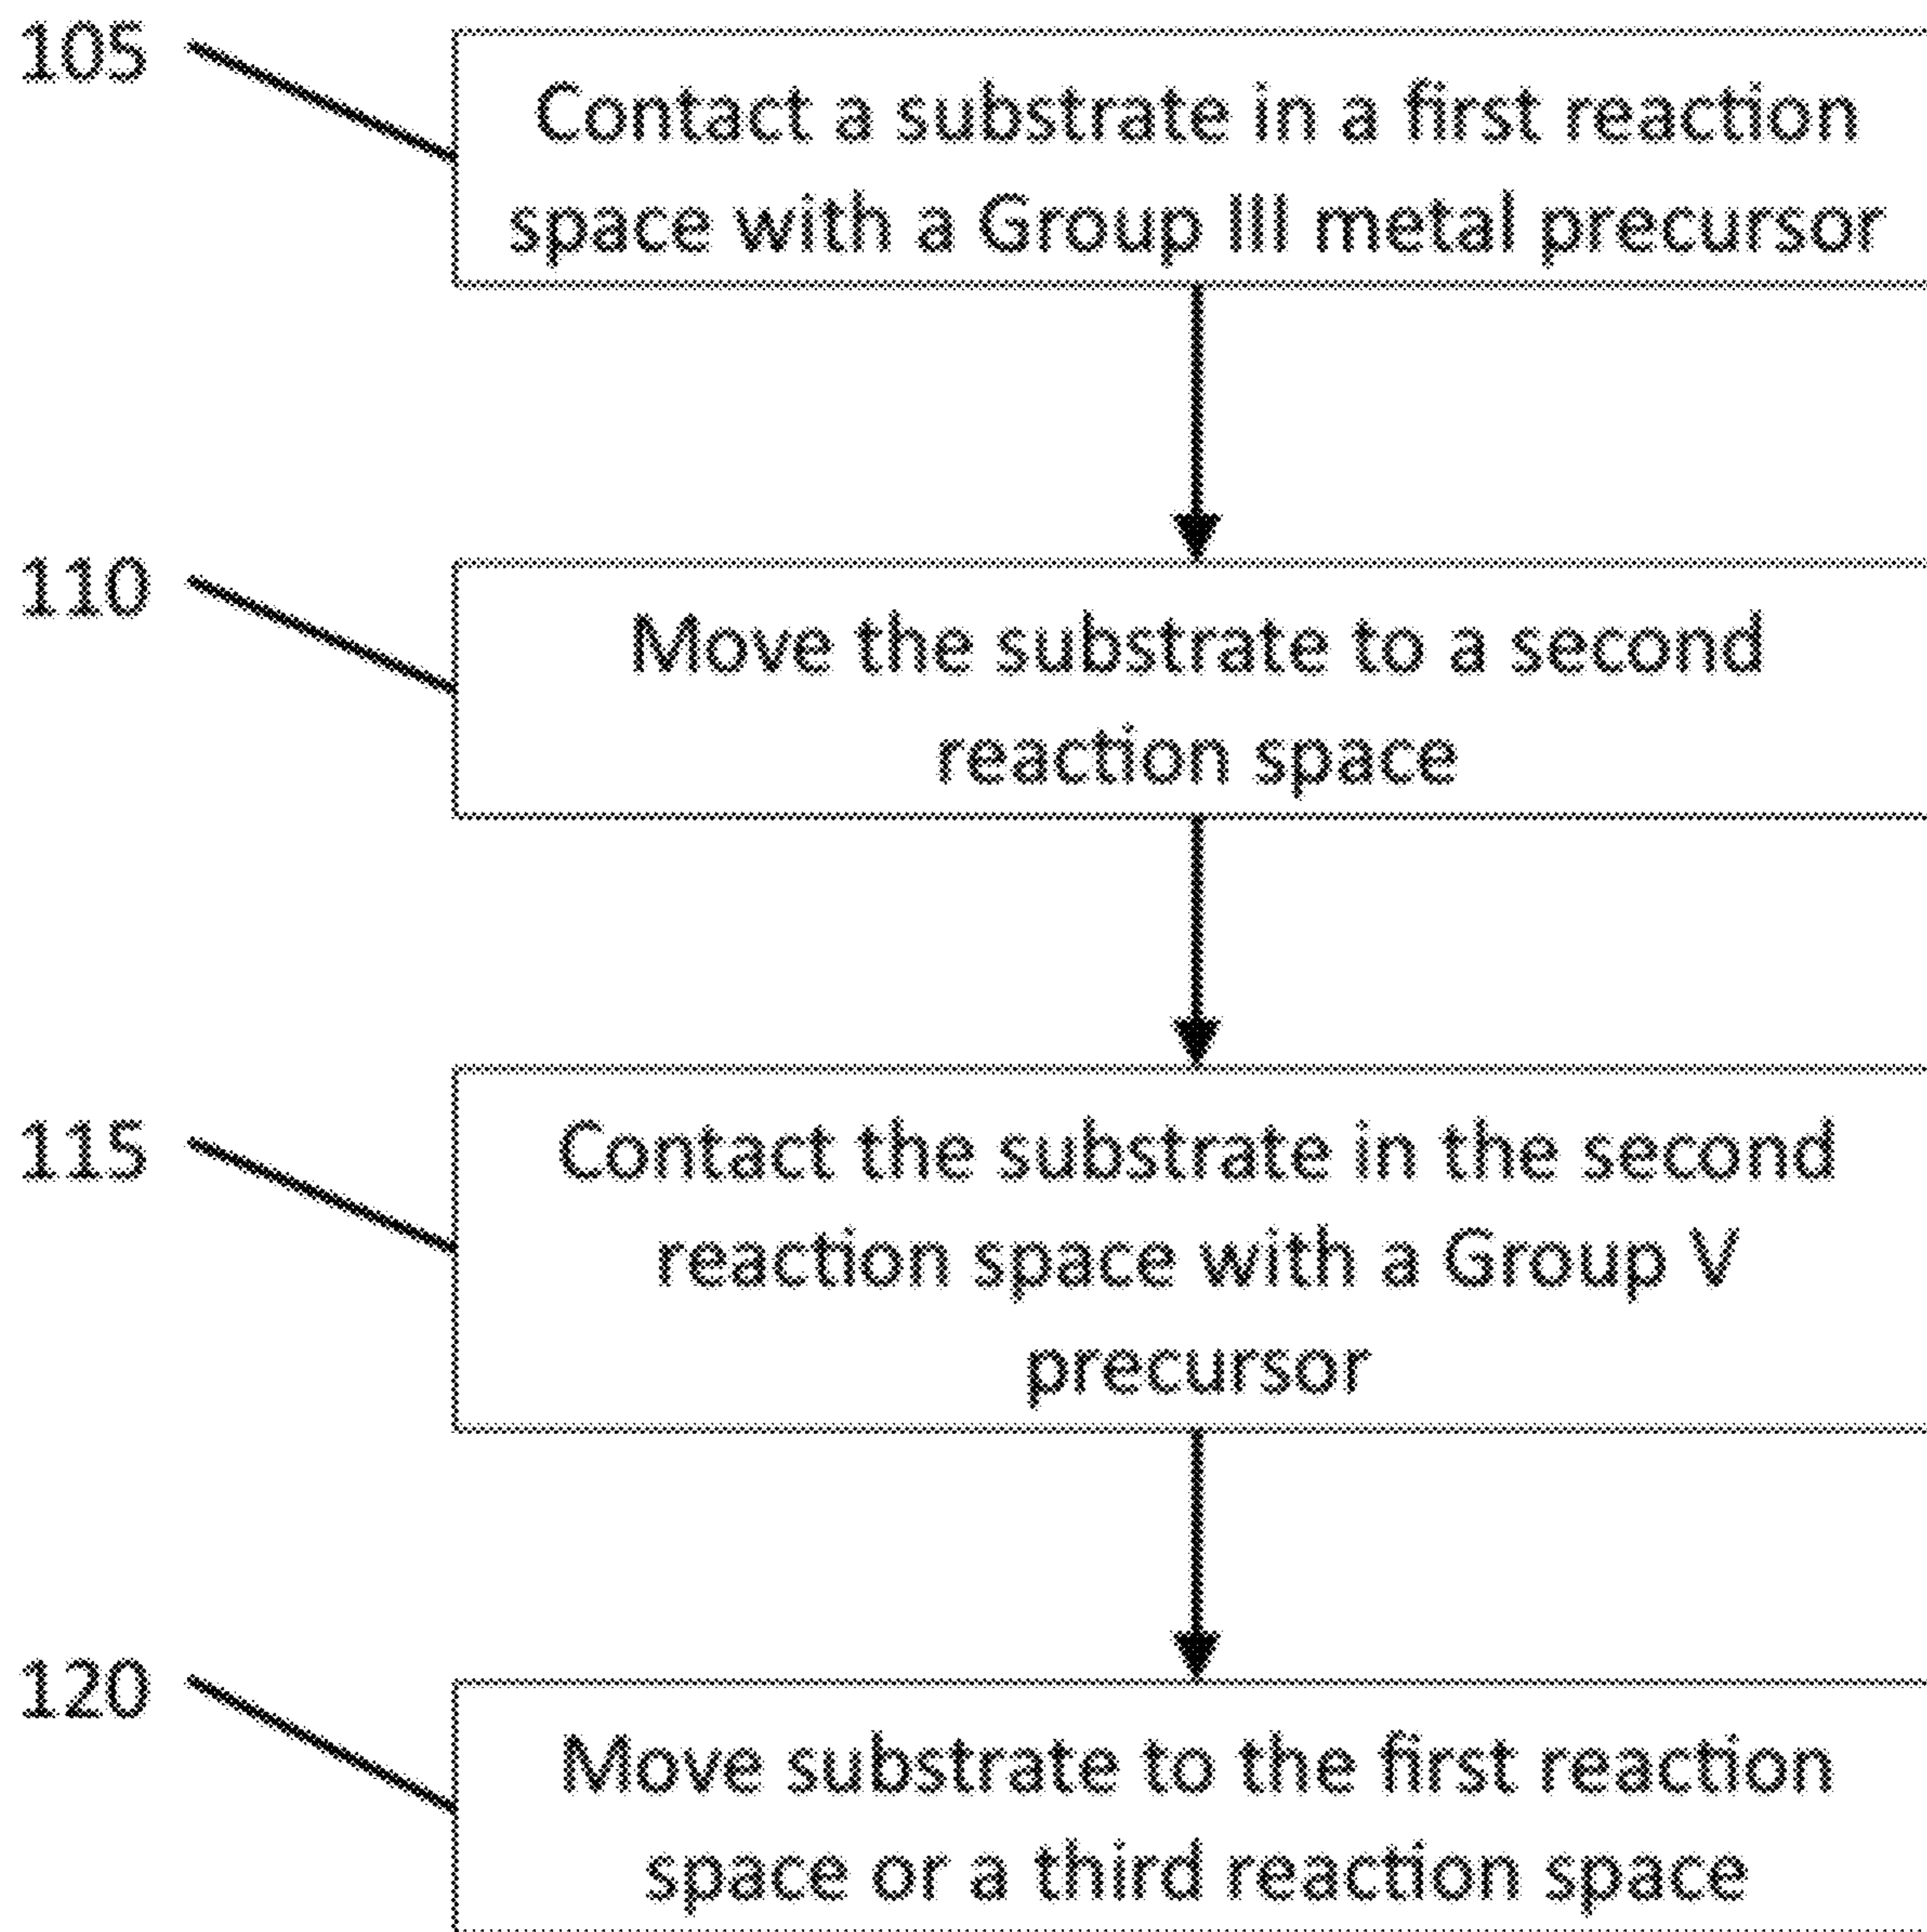 105
Contact a substrate in a first reaction
space with a Group III metal precursor
110
Move the substrate to a second
reaction space
115
Contact the substrate in the second
reaction space with a Group V
precursor
120
Move substrate to the first reaction
space or a third reaction space